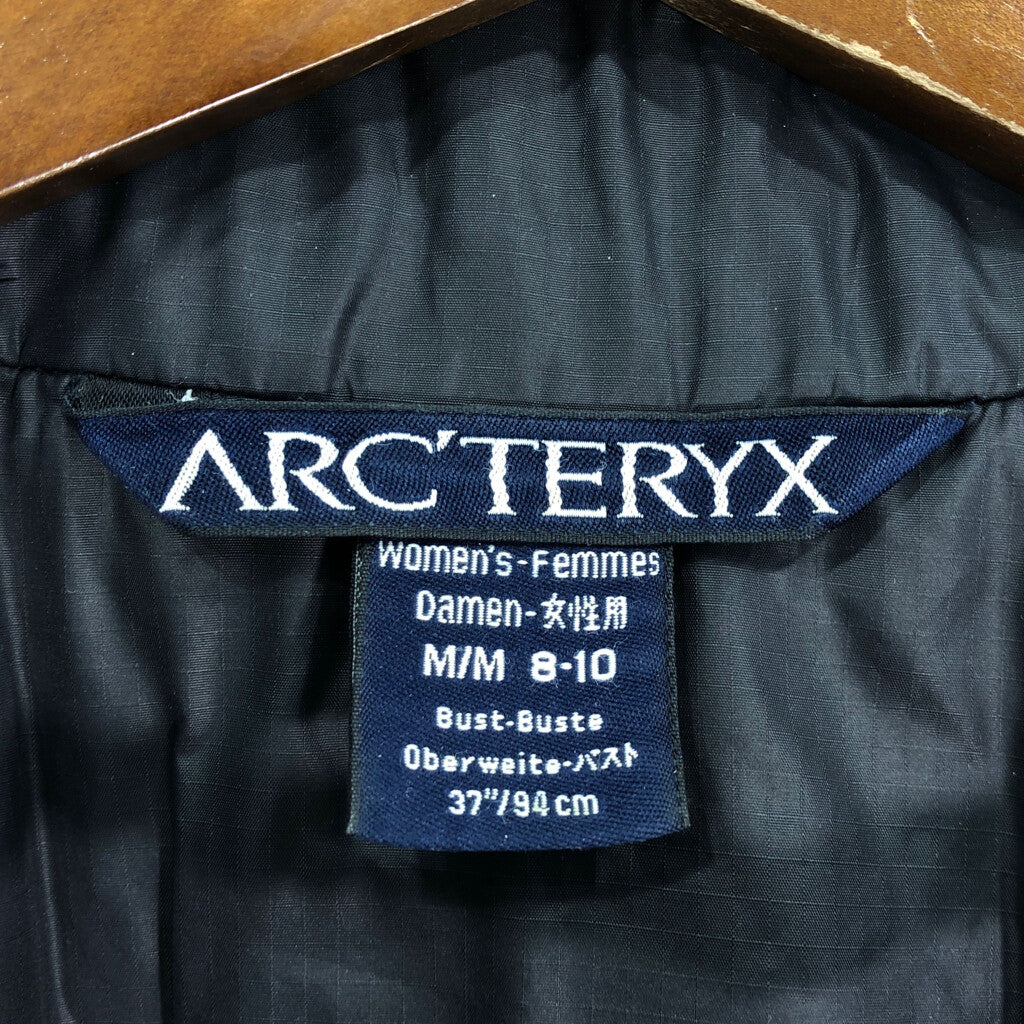 ARC'TERYX
Women's-Femmes
Damen-女性用
M/M 8-10
Bust-Buste
Oberweite-バスト
37"/94cm